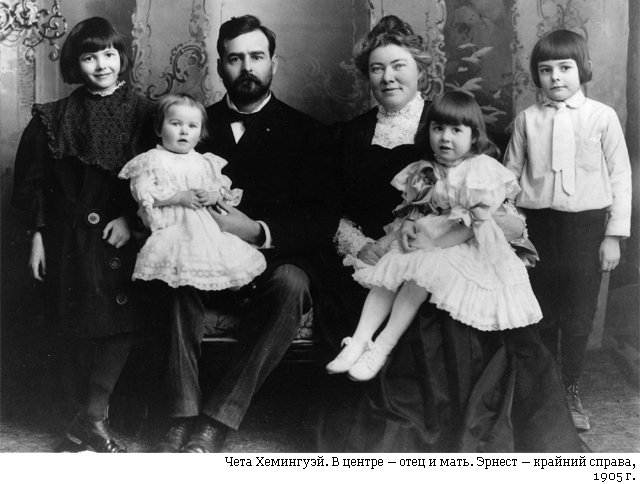 Чета Хемингуэй. В центре – отец и мать. Эрнест – крайний справа,
1905 г.